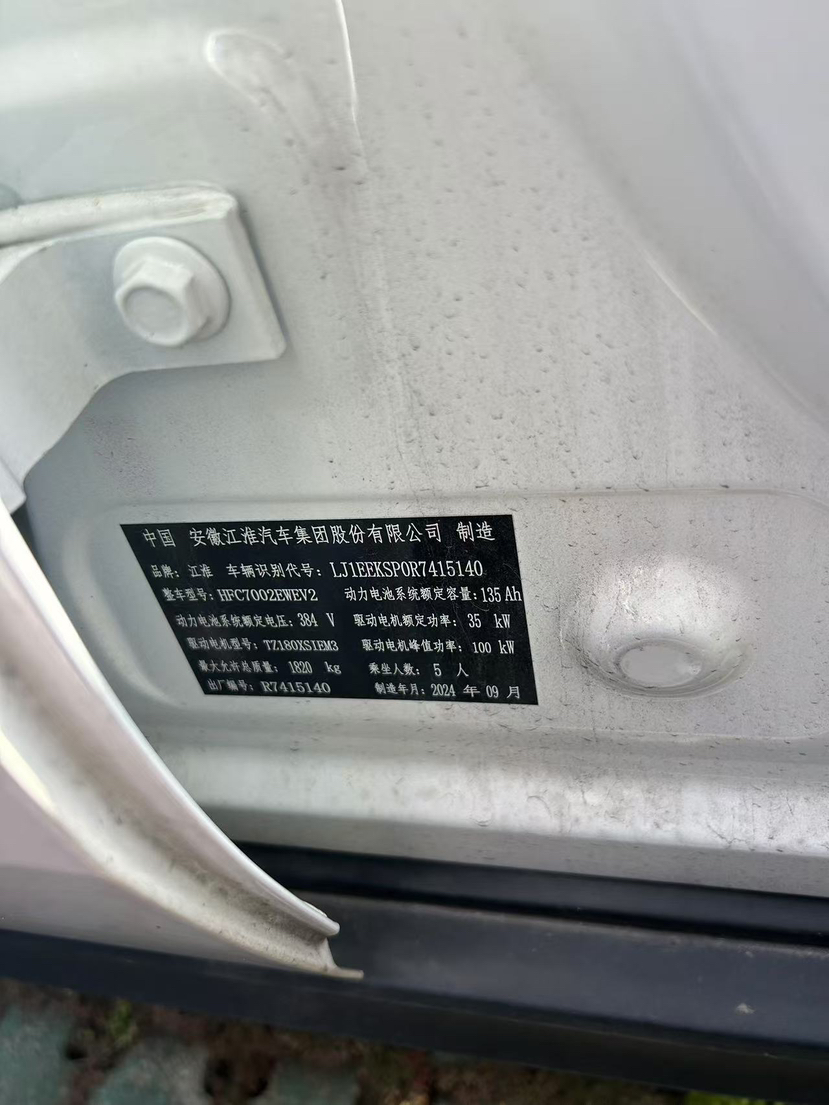 中国 安徽江淮汽车集团股份有限公司 制造
品牌：江淮 车辆识别代号：LJ1EEKSP0R7415140
整车型号：HFC7002EWEV2 动力电池系统额定容量：135 Ah
动力电池系统额定电压：384 V 驱动电机额定功率：35 kW
驱动电机型号：TZ180XS1EM3 驱动电机峰值功率：100 kW
最大允许总质量：1820 kg 乘坐人数：5 人
出厂编号：R7415140 制造年月：2024 年 09 月